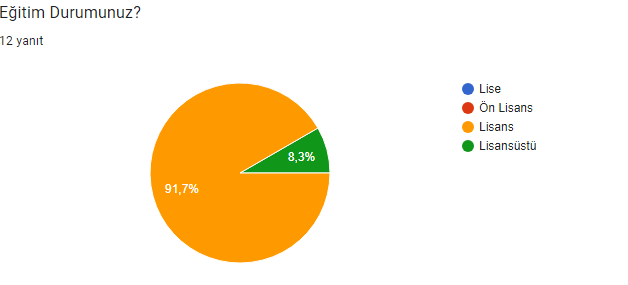 Eğitim Durumunuz?
12 yanıt
Lise
Ön Lisans
Lisans
Lisansüstü
8,3%
91,7%